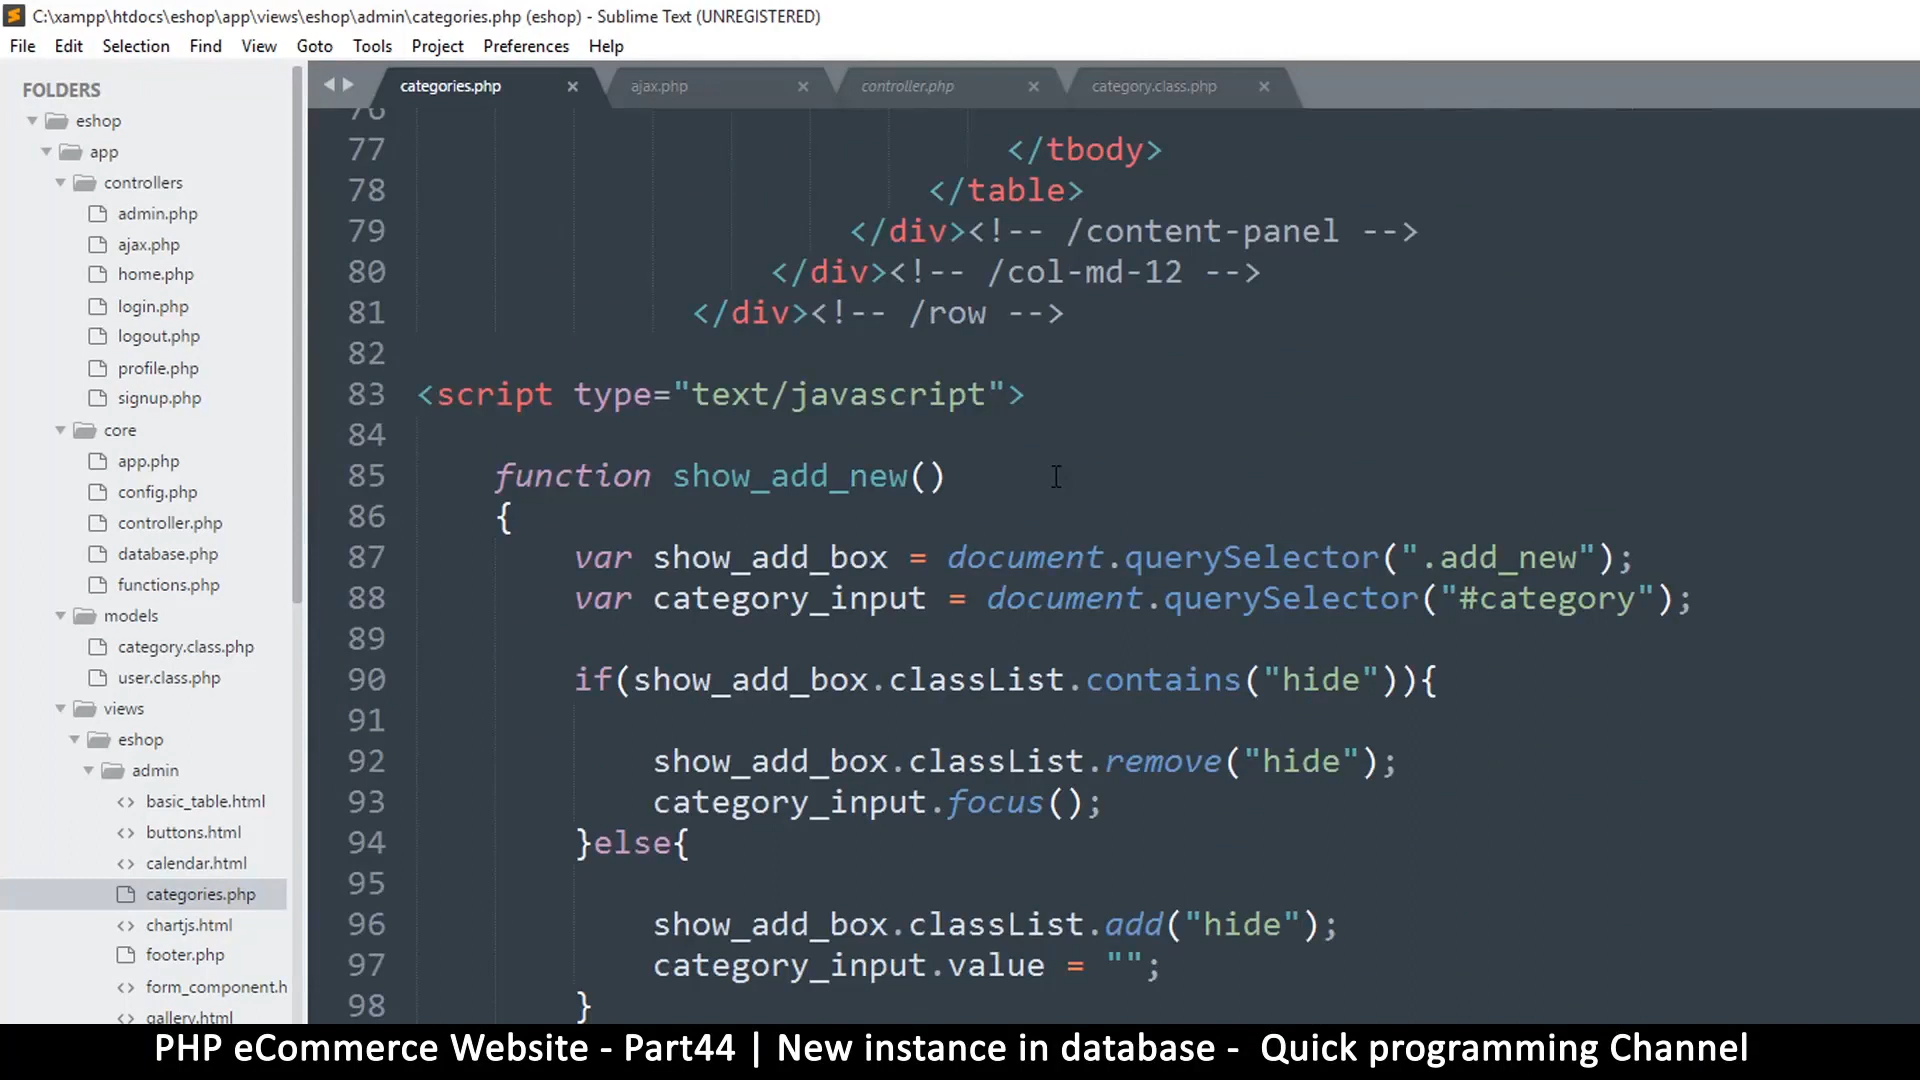 C:\xampp\htdocs\eshop\app\views\eshop\admin\categories.php (eshop) - Sublime Text (UNREGISTERED)
File Edit Selection Find View Goto Tools Project Preferences Help
FOLDERS
eshop
app
controllers
admin.php
ajax.php
home.php
login.php
logout.php
profile.php
signup.php
core
app.php
config.php
controller.php
database.php
functions.php
models
category.class.php
user.class.php
views
eshop
admin
basic_table.html
buttons.html
calendar.html
categories.php
chartjs.html
footer.php
form_component.h
gallery.html
categories.php ajax.php controller.php category.class.php
76
77 </tbody>
78 </table>
79 </div><!-- /content-panel -->
80 </div><!-- /col-md-12 -->
81 </div><!-- /row -->
82
83 <script type="text/javascript">
84
85 function show_add_new()
86 {
87 var show_add_box = document.querySelector(".add_new");
88 var category_input = document.querySelector("#category");
89
90 if(show_add_box.classList.contains("hide")){
91
92 show_add_box.classList.remove("hide");
93 category_input.focus();
94 }else{
95
96 show_add_box.classList.add("hide");
97 category_input.value = "";
98 }
PHP eCommerce Website - Part44 | New instance in database - Quick programming Channel